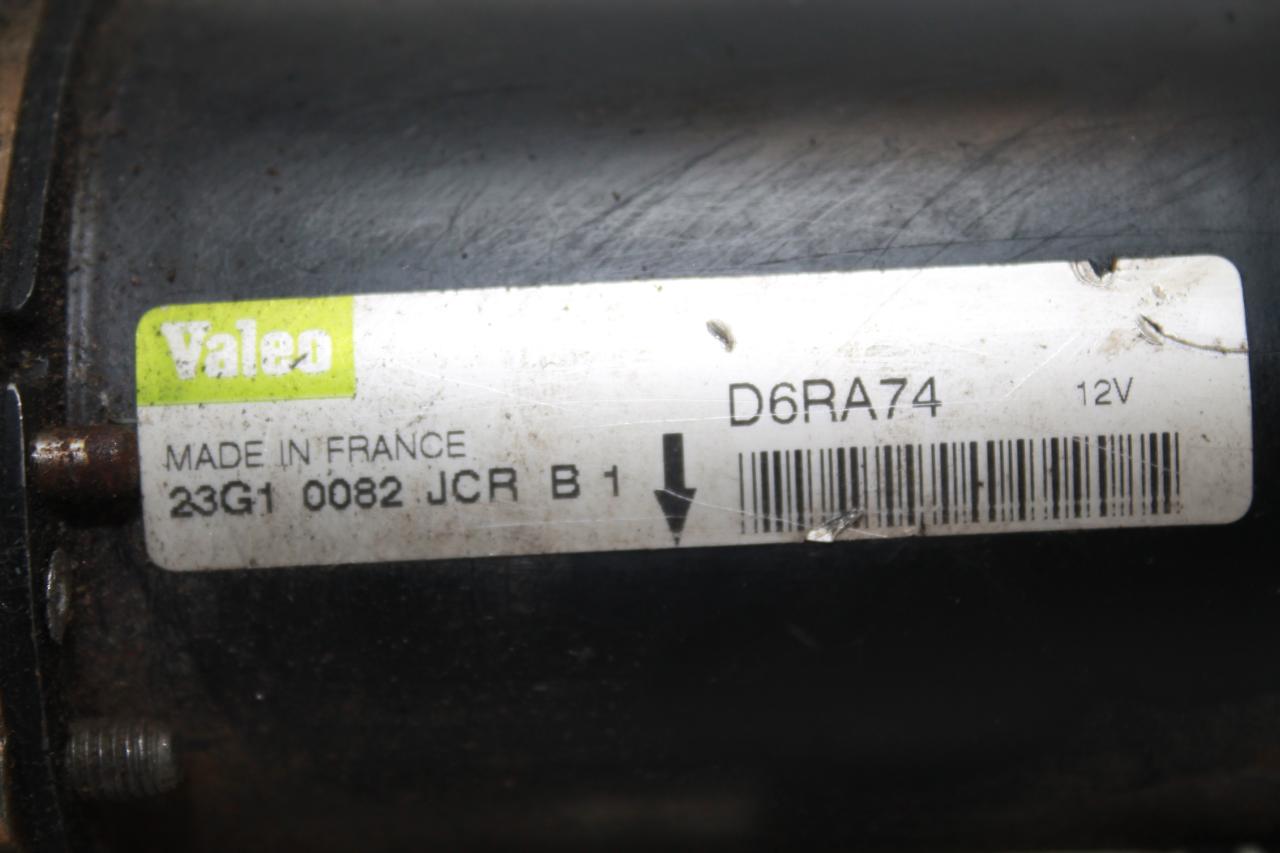 Valeo
D6RA74 12V
MADE IN FRANCE
23G1 0082 JCR B 1